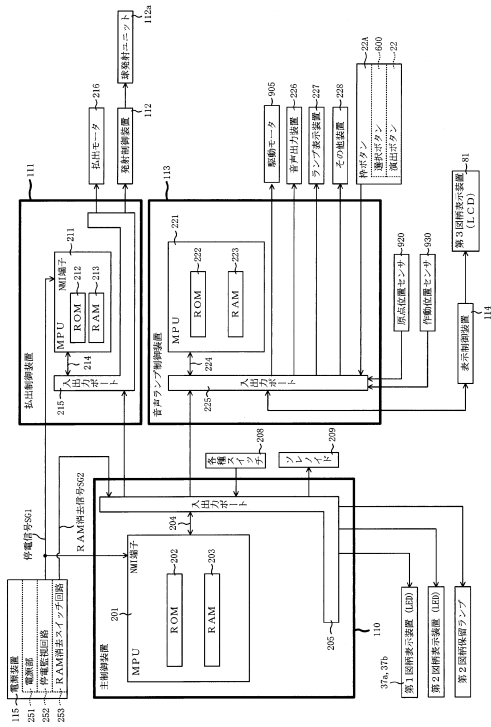 115
電源装置
251
電源部
252
停電監視回路
253
RAM消去スイッチ回路
停電信号SG1
RAM消去信号SG2
払出制御装置
111
215
入出力ポート
214
MPU
211
NMI端子
ROM
212
RAM
213
払出モータ
216
発射制御装置
112
球発射ユニット
112a
主制御装置
110
MPU
201
NMI端子
ROM
202
RAM
203
204
205
入出力ポート
各種スイッチ
208
ソレノイド
209
音声ランプ制御装置
113
MPU
221
ROM
222
RAM
223
224
225
入出力ポート
駆動モータ
905
音声出力装置
226
ランプ表示装置
227
その他装置
228
枠ボタン
22A
選択ボタン
600
演出ボタン
22
原点位置センサ
920
作動位置センサ
930
表示制御装置
114
第3図柄表示装置
(LCD)
81
37a, 37b
第1図柄表示装置(LED)
第2図柄表示装置(LED)
第2図柄保留ランプ